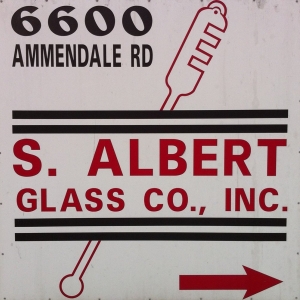 6600
AMMENDALE RD
S. ALBERT
GLASS CO., INC.